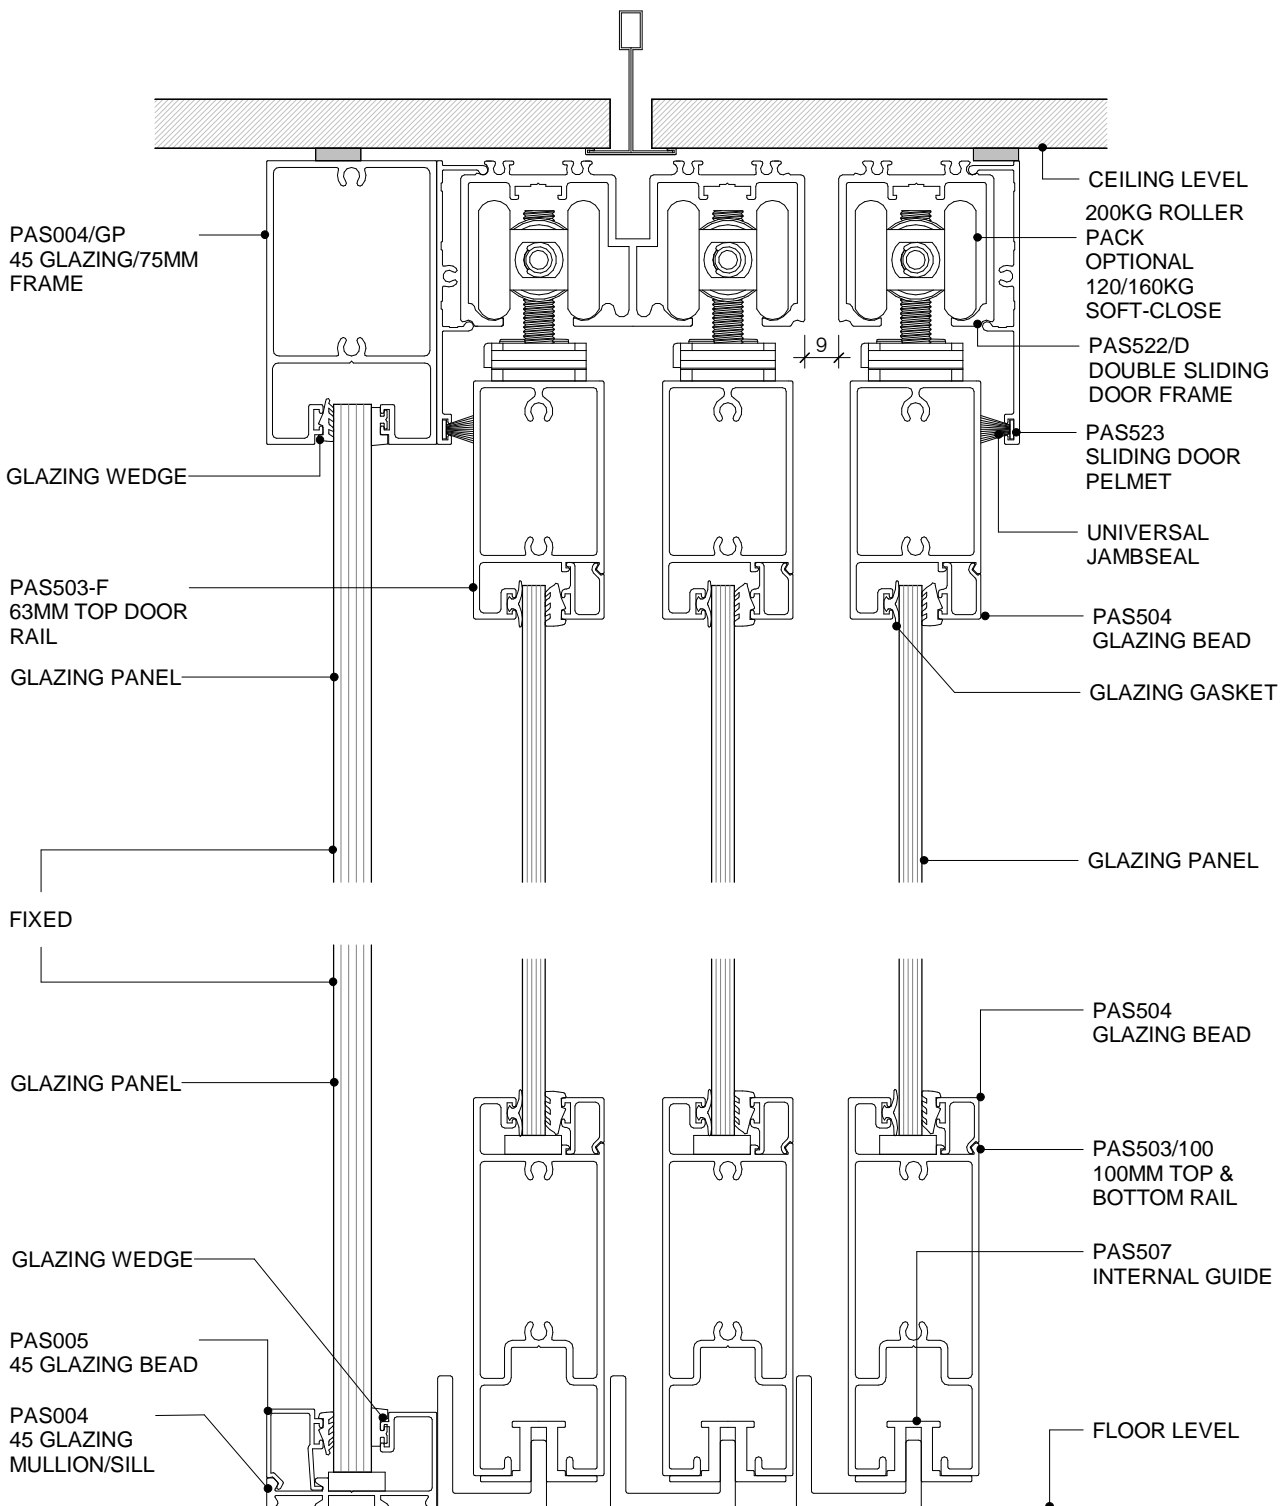 PAS004/GP
45 GLAZING/75MM
FRAME
GLAZING WEDGE
PAS503-F
63MM TOP DOOR
RAIL
GLAZING PANEL
FIXED
GLAZING PANEL
GLAZING WEDGE
PAS005
45 GLAZING BEAD
PAS004
45 GLAZING
MULLION/SILL
9
CEILING LEVEL
200KG ROLLER
PACK
OPTIONAL
120/160KG
SOFT-CLOSE
PAS522/D
DOUBLE SLIDING
DOOR FRAME
PAS523
SLIDING DOOR
PELMET
UNIVERSAL
JAMBSEAL
PAS504
GLAZING BEAD
GLAZING GASKET
GLAZING PANEL
PAS504
GLAZING BEAD
PAS503/100
100MM TOP &
BOTTOM RAIL
PAS507
INTERNAL GUIDE
FLOOR LEVEL